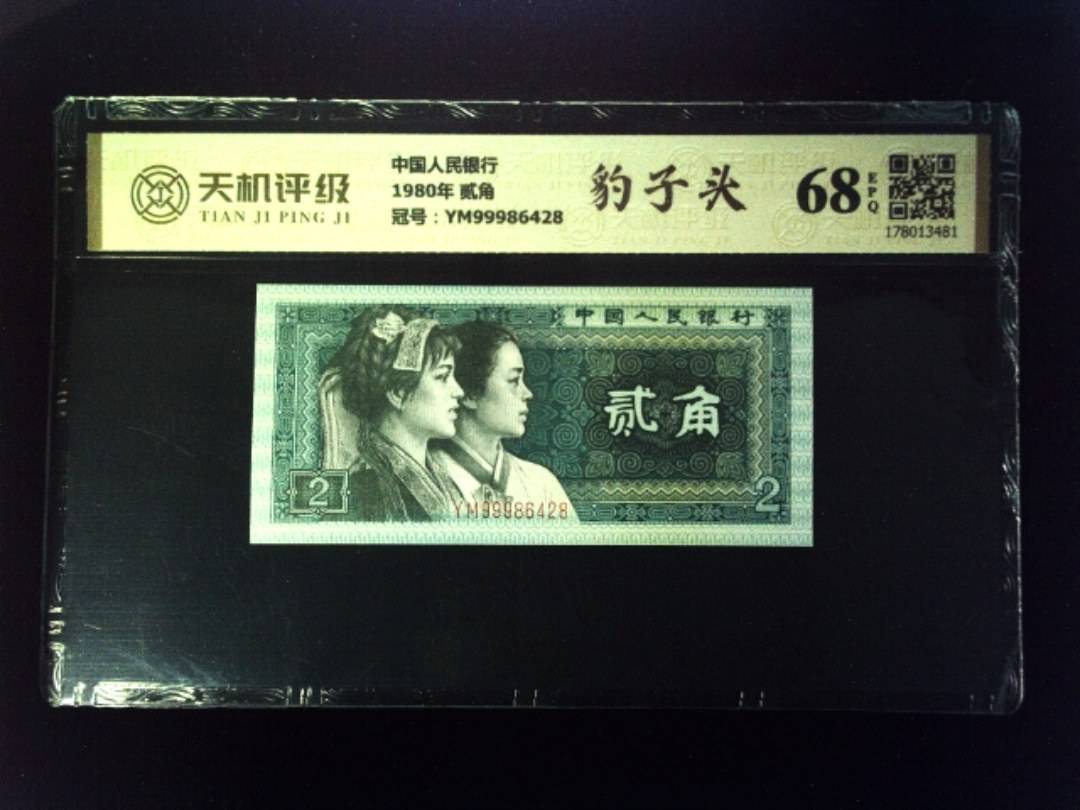 天机评级
TIAN JI PING JI
中国人民银行
1980年 贰角
冠号：YM99986428
豹子头
68
EPQ
178013481
中国人民银行
贰角
2
YM99986428
2